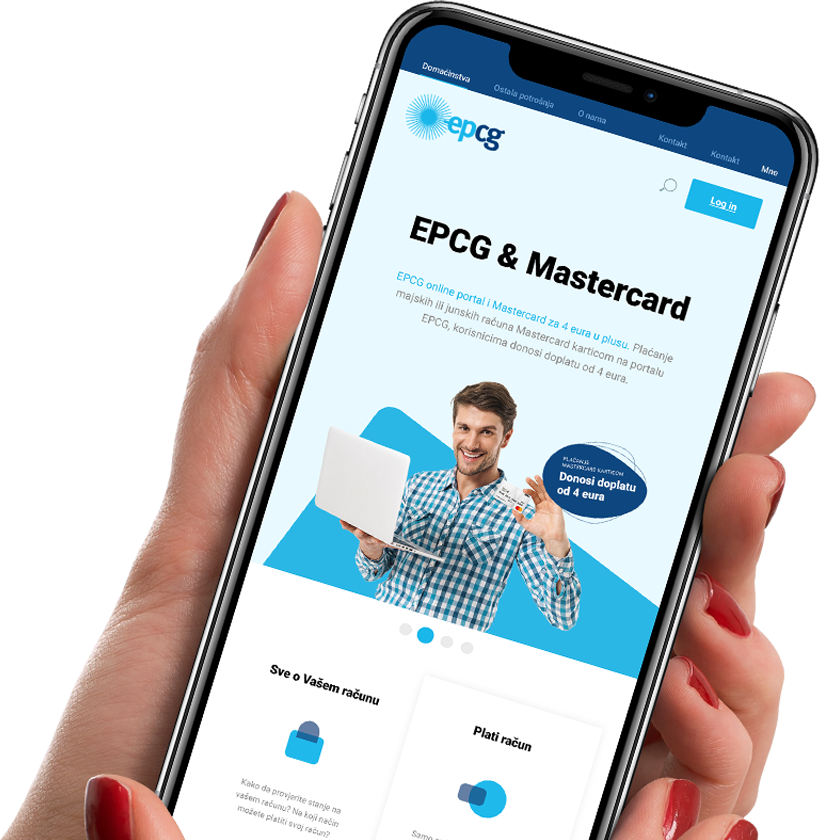 Domaćinstva
Ostala potrošnja
O nama
Kontakt
Kontakt
Mne
epcg
Log in
EPCG & Mastercard
EPCG online portal i Mastercard za 4 eura u plusu. Plaćanje
majskih ili junskih računa Mastercard karticom na portalu
EPCG, korisnicima donosi doplatu od 4 eura.
PLAĆANJE
MASTERCARD KARTICOM
Donosi doplatu
od 4 eura
Sve o Vašem računu
Plati račun
Kako da provjerite stanje na
vašem računu? Na koji način
možete platiti svoj račun?